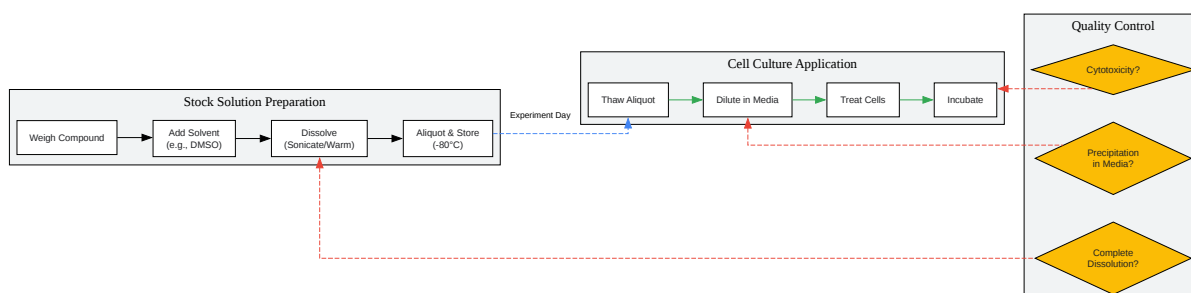 Quality Control
Cytotoxicity?
Cell Culture Application
Thaw Aliquot
Dilute in Media
Treat Cells
Incubate
Stock Solution Preparation
Experiment Day
Weigh Compound
Add Solvent
(e.g., DMSO)
Dissolve
(Sonicate/Warm)
Aliquot & Store
(-80°C)
Precipitation
in Media?
Complete
Dissolution?